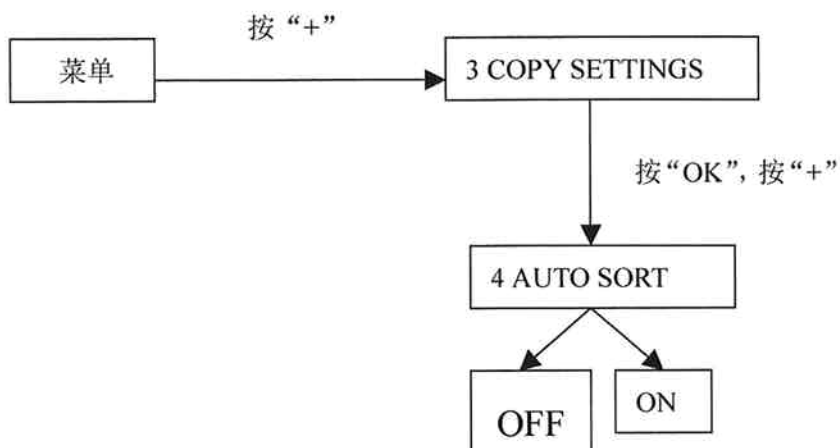 按“+”
菜单
3 COPY SETTINGS
按“OK”, 按“+”
4 AUTO SORT
OFF
ON